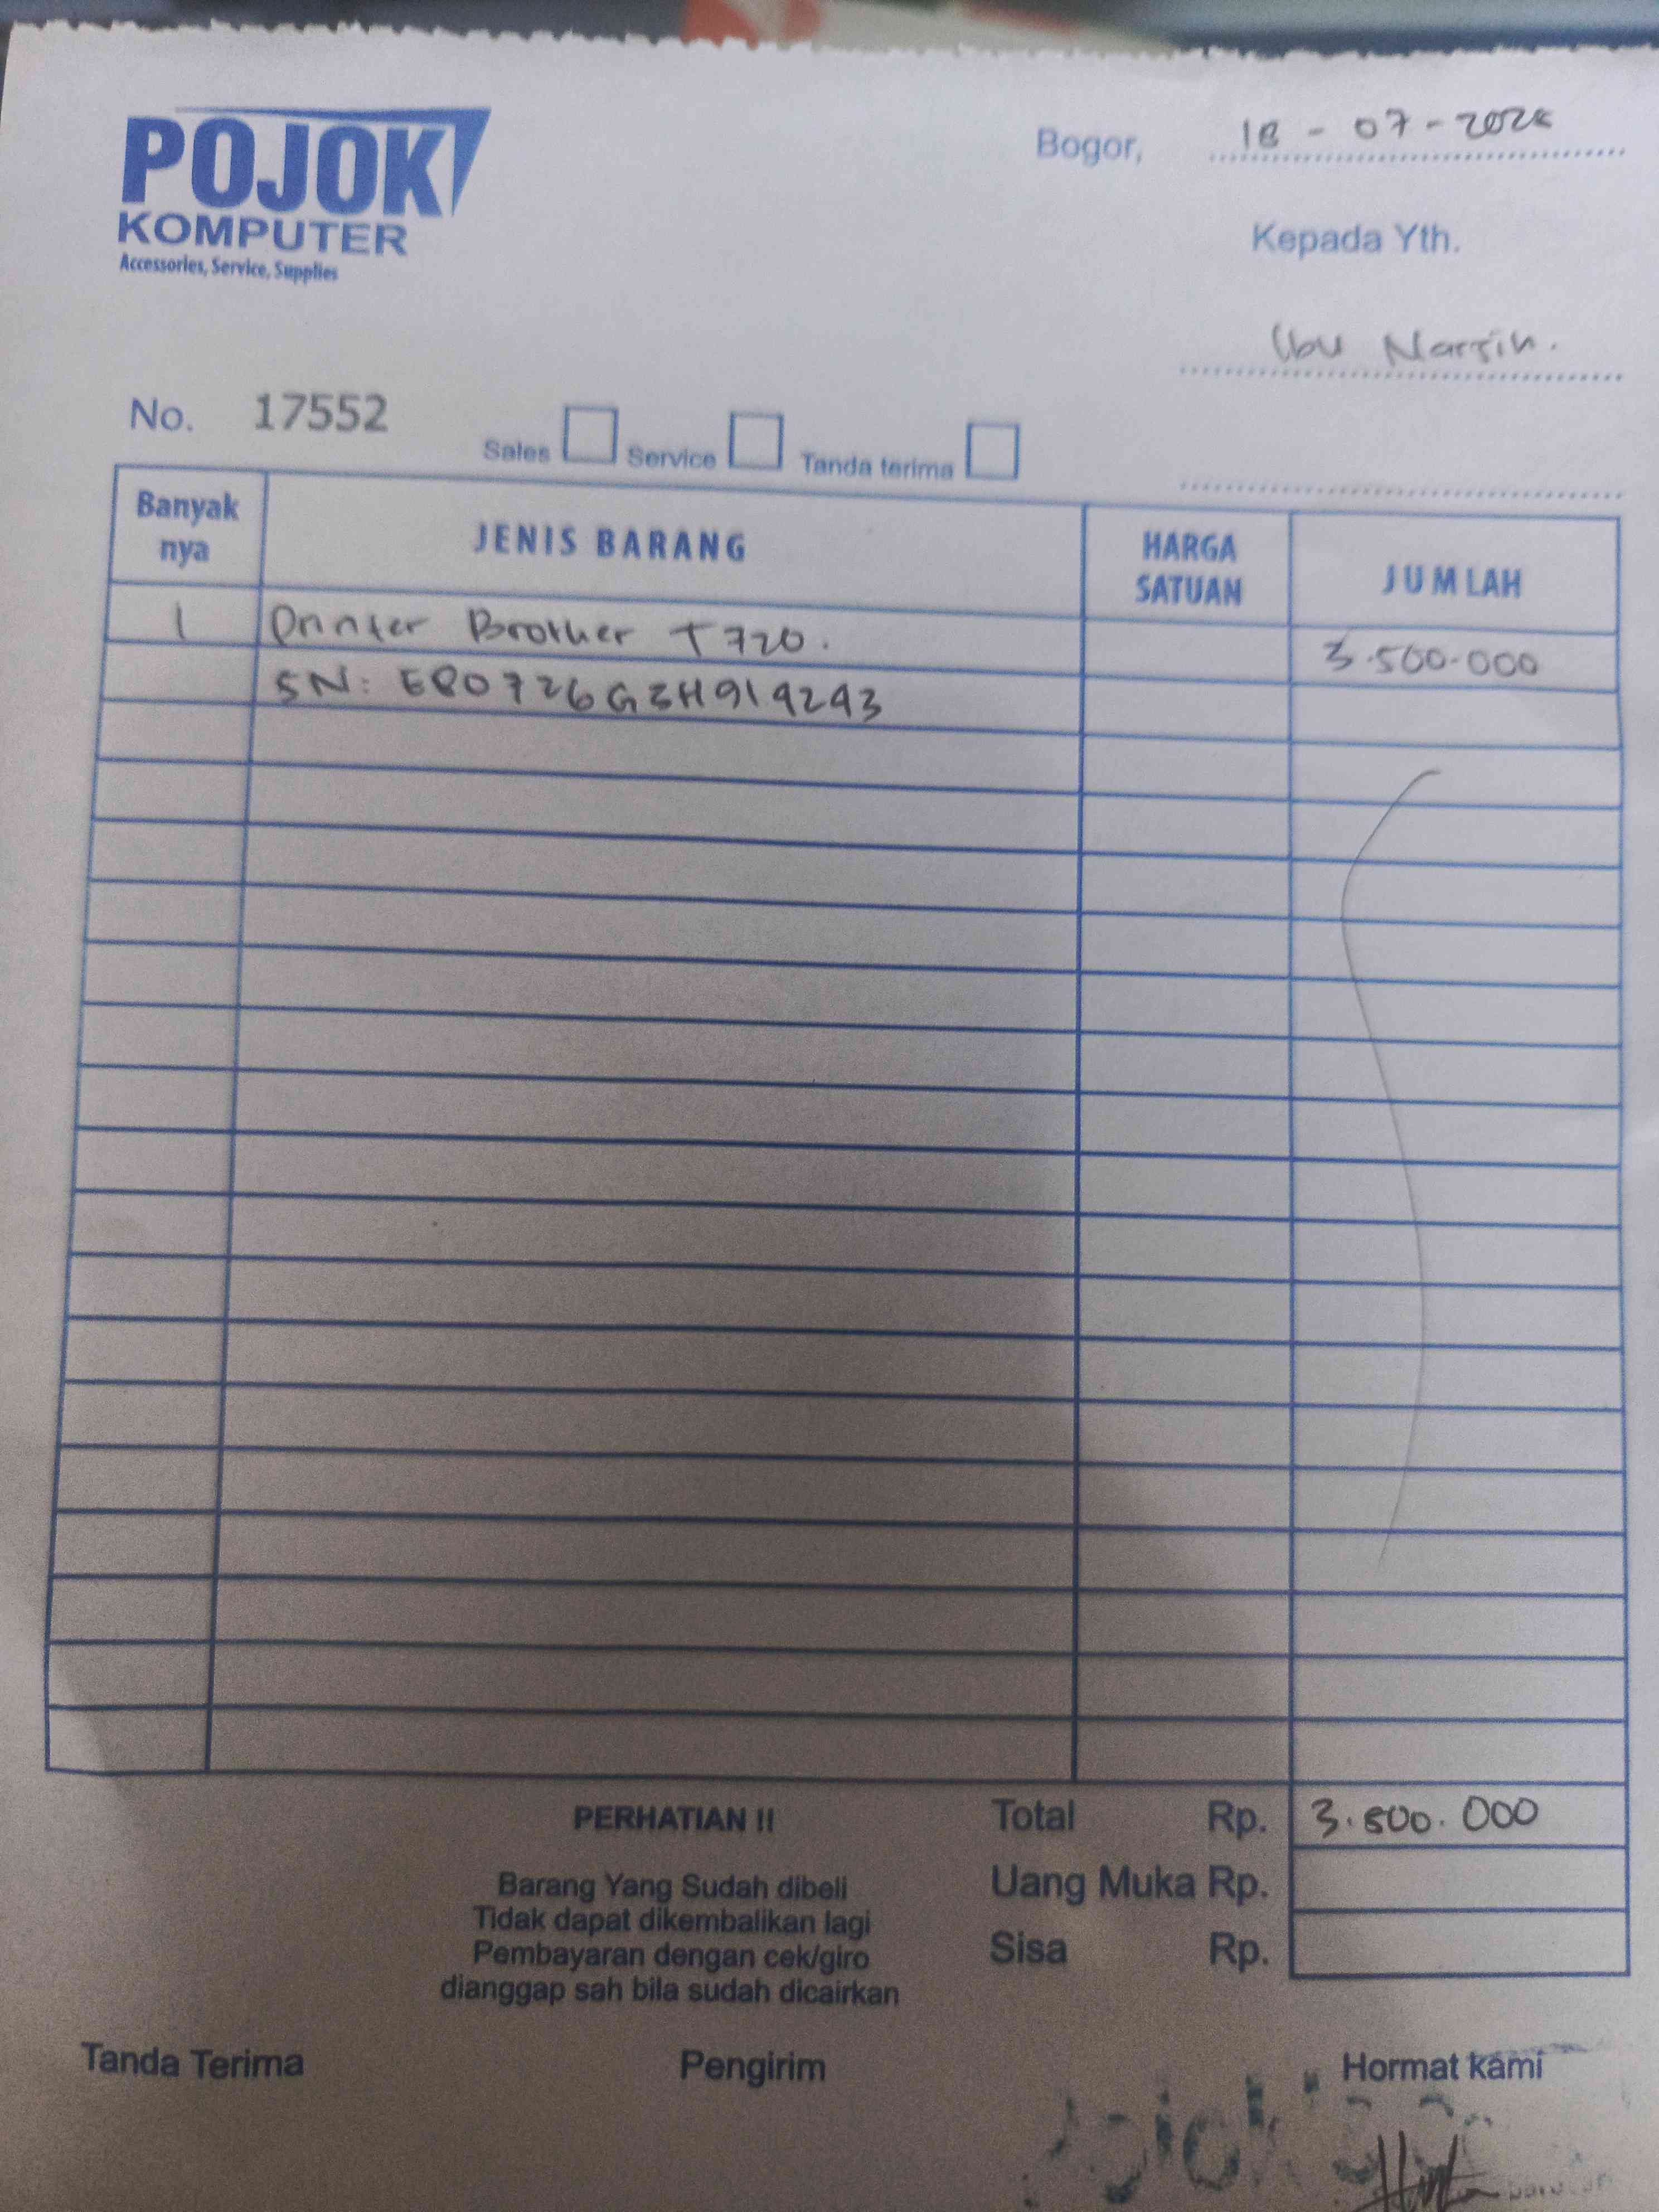 POJOK
KOMPUTER
Accessories, Service, Supplies
Bogor, 18 - 07 - 2025
Kepada Yth.
Ibu
No. 17552
Sales Service Tanda terima
Banyak nya JENIS BARANG HARGA SATUAN JUMLAH
1 Printer Brother T720. 3.500.000
SN: E80726G3H914293
PERHATIAN !!
Total Rp. 3.500.000
Barang Yang Sudah dibeli
Uang Muka Rp.
Tidak dapat dikembalikan lagi
Pembayaran dengan cek/giro
Sisa Rp.
dianggap sah bila sudah dicairkan
Tanda Terima Pengirim Hormat kami